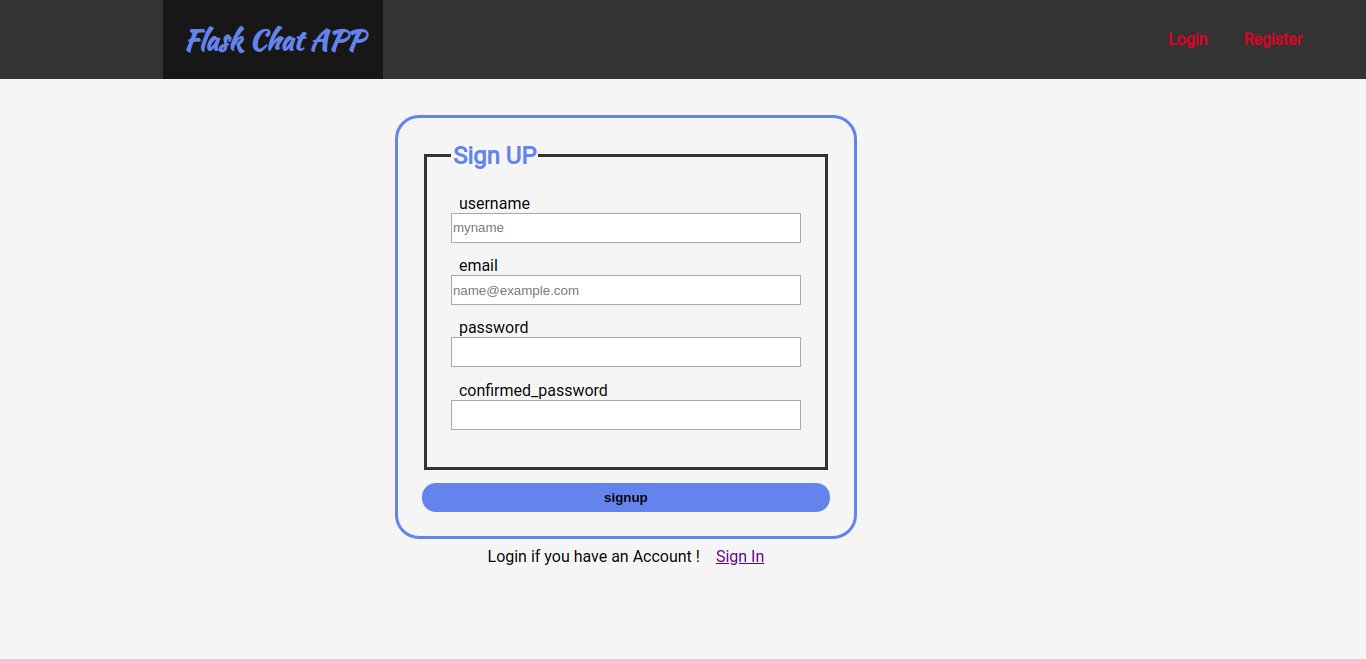 Flask Chat APP
Login Register
Sign UP
username
myname
email
name@example.com
password
confirmed_password
signup
Login if you have an Account ! Sign In